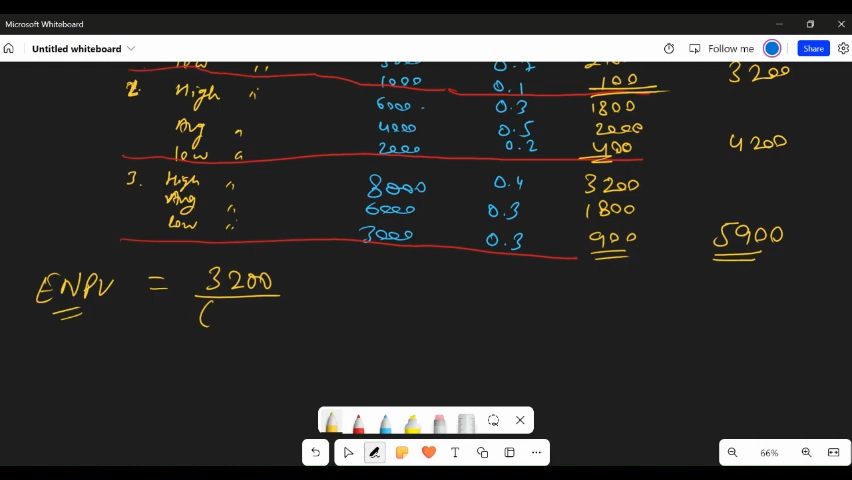 Microsoft Whiteboard
Untitled whiteboard
Follow me
Share
3200
1000 0.1 100
2. High "
6000 0.3 1800
Avg " 4000 0.5 2000
low " 2000 0.2 400 4200
3. High " 8000 0.4 3200
Avg " 6000 0.3 1800
low " 3000 0.3 900 5900
ENPV = 3200
(
66%